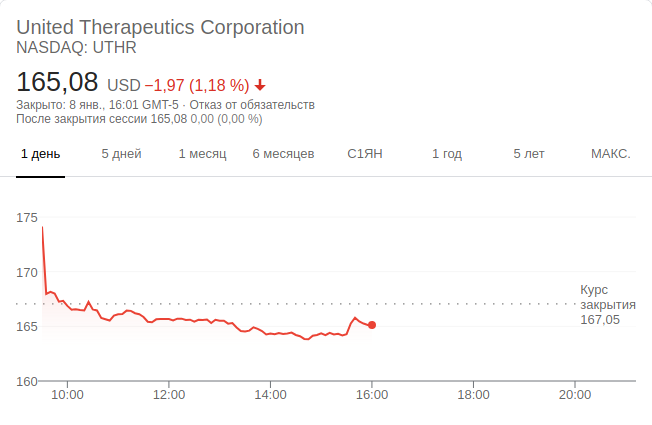 United Therapeutics Corporation
NASDAQ: UTHR
165,08 USD −1,97 (1,18 %)
Закрыто: 8 янв., 16:01 GMT-5 · Отказ от обязательств
После закрытия сессии 165,08 0,00 (0,00 %)
1 день 5 дней 1 месяц 6 месяцев С1ЯН 1 год 5 лет МАКС.
175
170
Курс
закрытия
167,05
165
160
10:00 12:00 14:00 16:00 18:00 20:00